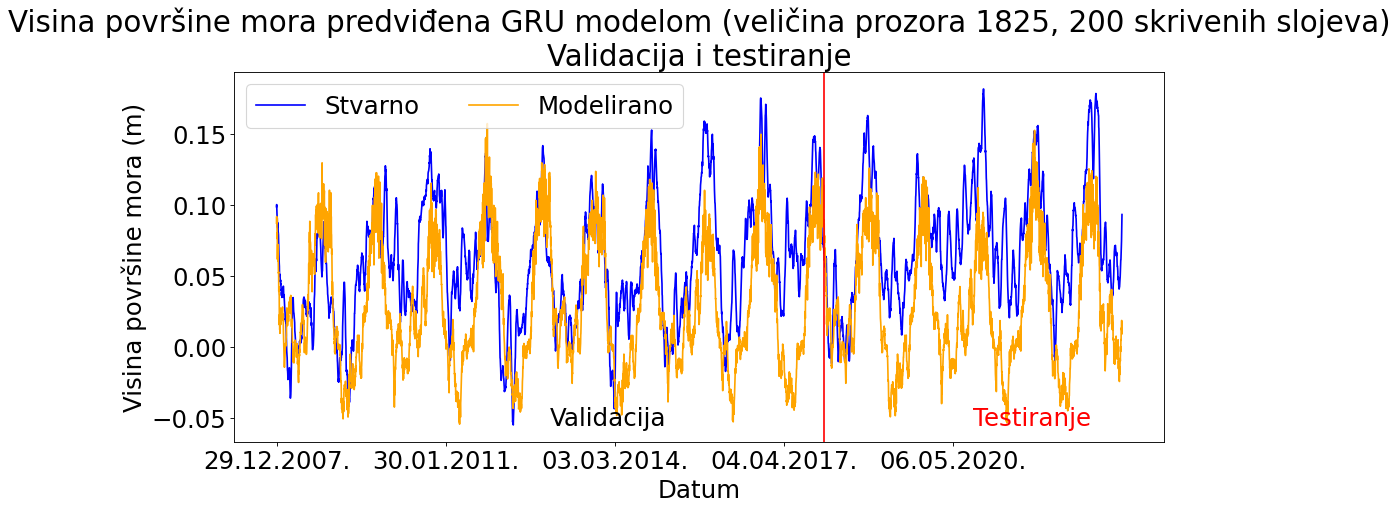 Visina površine mora predviđena GRU modelom (veličina prozora 1825, 200 skrivenih slojeva)
Validacija i testiranje
Stvarno
Modelirano
Visina površine mora (m)
0.15
0.10
0.05
0.00
−0.05
Validacija
Testiranje
29.12.2007.
30.01.2011.
03.03.2014.
04.04.2017.
06.05.2020.
Datum